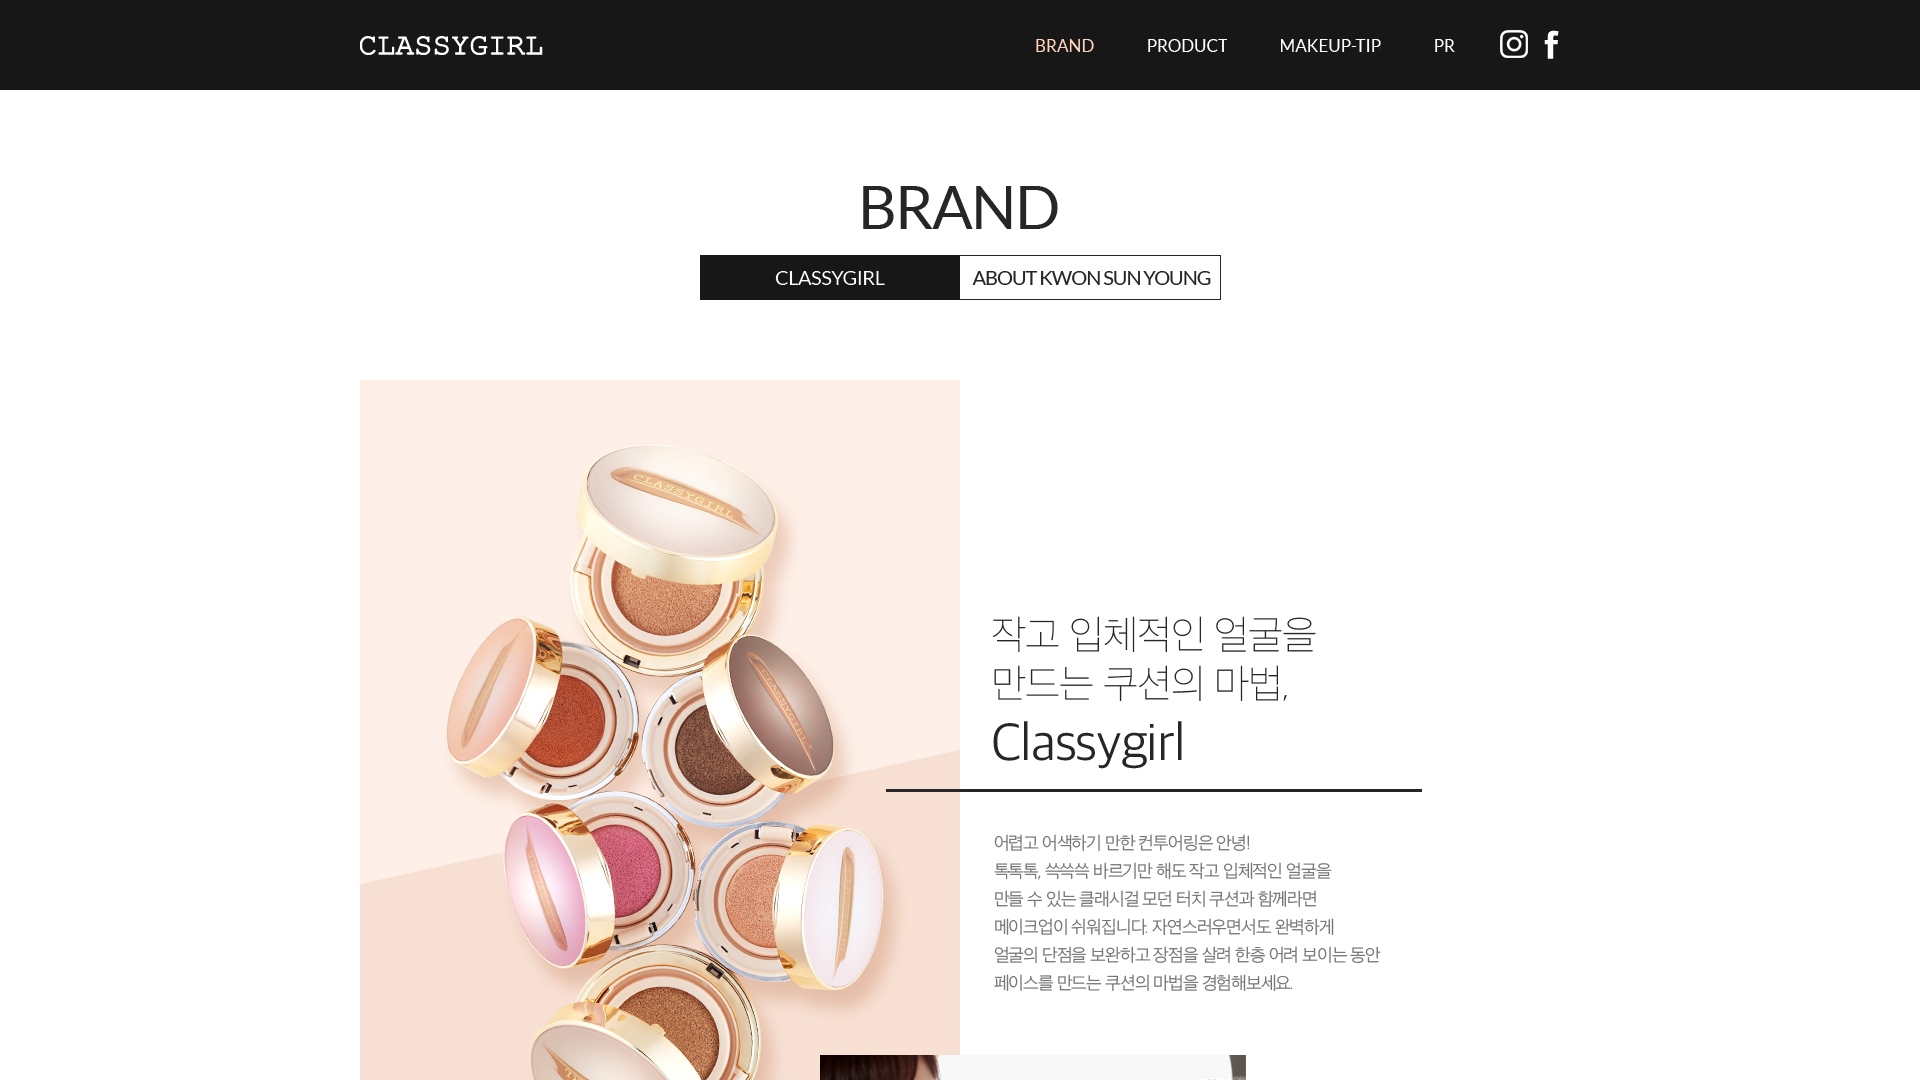 CLASSYGIRL
BRAND
PRODUCT
MAKEUP-TIP
PR
BRAND
CLASSYGIRL
ABOUT KWON SUN YOUNG
CLASSYGIRL
CLASSYGIRL
작고 입체적인 얼굴을
만드는 쿠션의 마법,
Classygirl
어렵고 어색하기 만한 컨투어링은 안녕!
톡톡톡, 쓱쓱쓱 바르기만 해도 작고 입체적인 얼굴을
만들 수 있는 클래시걸 모던 터치 쿠션과 함께라면
메이크업이 쉬워집니다. 자연스러우면서도 완벽하게
얼굴의 단점을 보완하고 장점을 살려 한층 어려 보이는 동안
페이스를 만드는 쿠션의 마법을 경험해보세요.